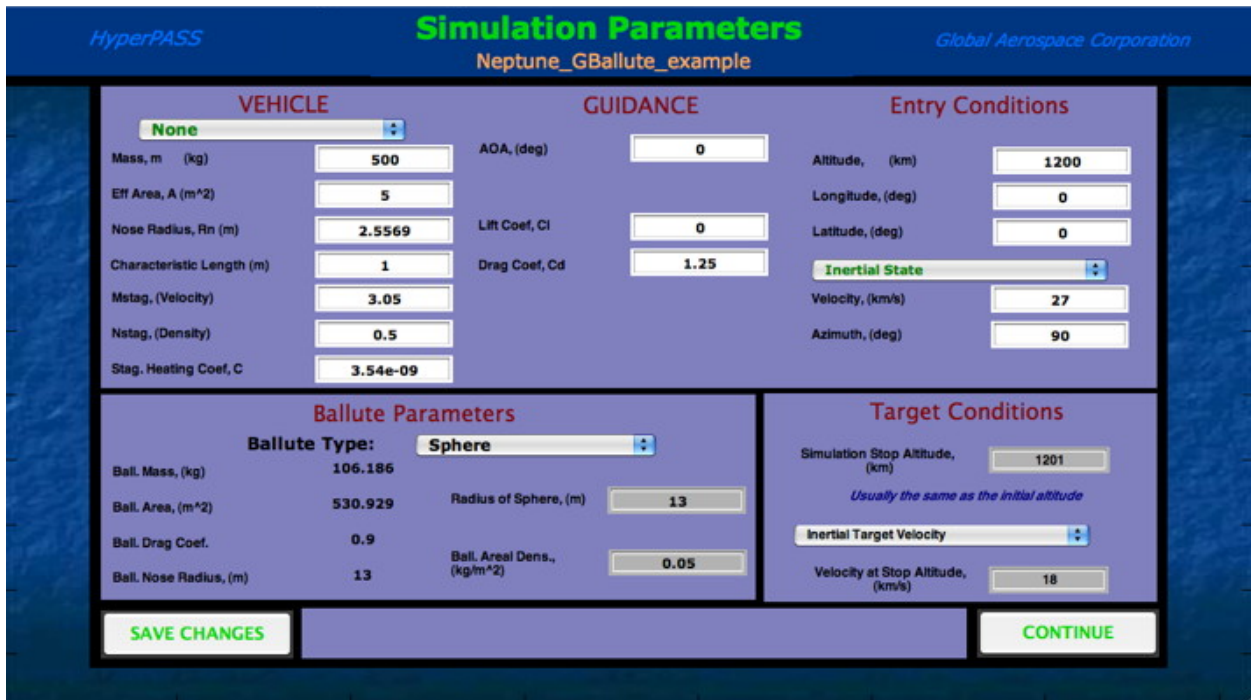 HyperPASS
Simulation Parameters
Neptune_GBallute_example
Global Aerospace Corporation
VEHICLE
None
Mass, m (kg) 500
Eff Area, A (m^2) 5
Nose Radius, Rn (m) 2.5569
Characteristic Length (m) 1
Mstag, (Velocity) 3.05
Nstag, (Density) 0.5
Stag. Heating Coef, C 3.54e-09
GUIDANCE
AOA, (deg) 0
Lift Coef, Cl 0
Drag Coef, Cd 1.25
Entry Conditions
Altitude, (km) 1200
Longitude, (deg) 0
Latitude, (deg) 0
Inertial State
Velocity, (km/s) 27
Azimuth, (deg) 90
Ballute Parameters
Ballute Type: Sphere
Ball. Mass, (kg) 106.186
Ball. Area, (m^2) 530.929
Ball. Drag Coef. 0.9
Ball. Nose Radius, (m) 13
Radius of Sphere, (m) 13
Ball. Areal Dens.,
(kg/m^2) 0.05
Target Conditions
Simulation Stop Altitude,
(km) 1201
Usually the same as the initial altitude
Inertial Target Velocity
Velocity at Stop Altitude,
(km/s) 18
SAVE CHANGES
CONTINUE